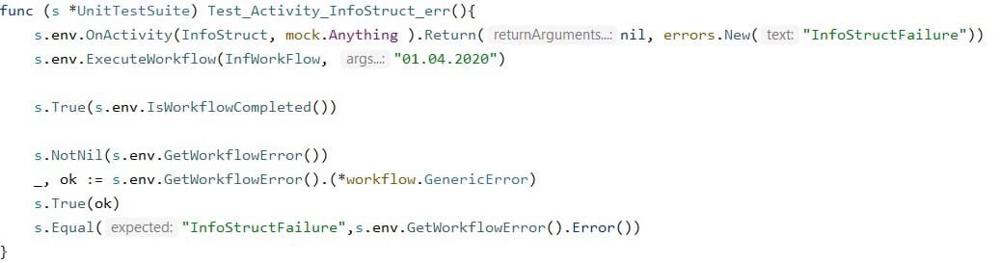 func (s *UnitTestSuite) Test_Activity_InfoStruct_err(){
    s.env.OnActivity(InfoStruct, mock.Anything ).Return( returnArguments...: nil, errors.New( text: "InfoStructFailure"))
    s.env.ExecuteWorkflow(InfWorkFlow, args...: "01.04.2020")
    s.True(s.env.IsWorkflowCompleted())
    s.NotNil(s.env.GetWorkflowError())
    _, ok := s.env.GetWorkflowError().(*workflow.GenericError)
    s.True(ok)
    s.Equal( expected: "InfoStructFailure",s.env.GetWorkflowError().Error())
}